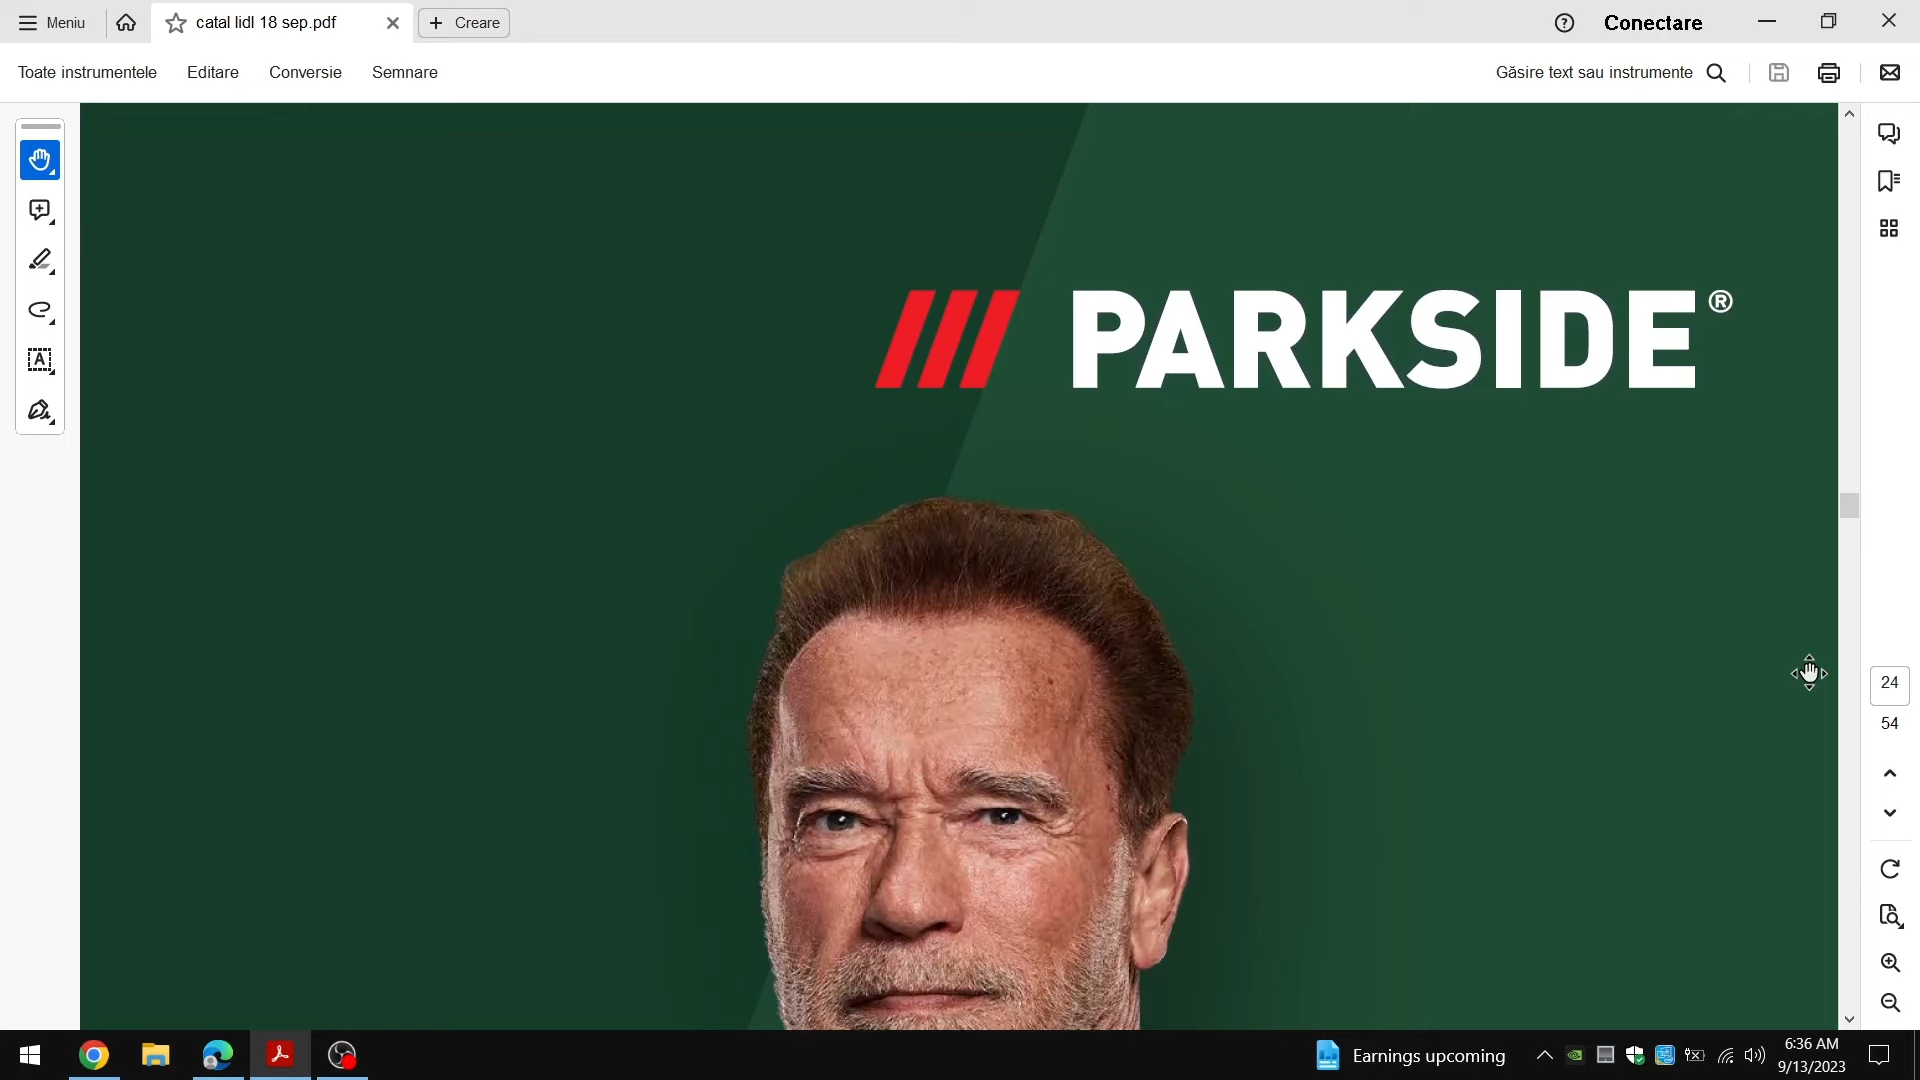 Meniu
catal lidl 18 sep.pdf
Creare
Conectare
Toate instrumentele
Editare
Conversie
Semnare
Găsire text sau instrumente
A
PARKSIDE®
24
54
Earnings upcoming
6:36 AM
9/13/2023